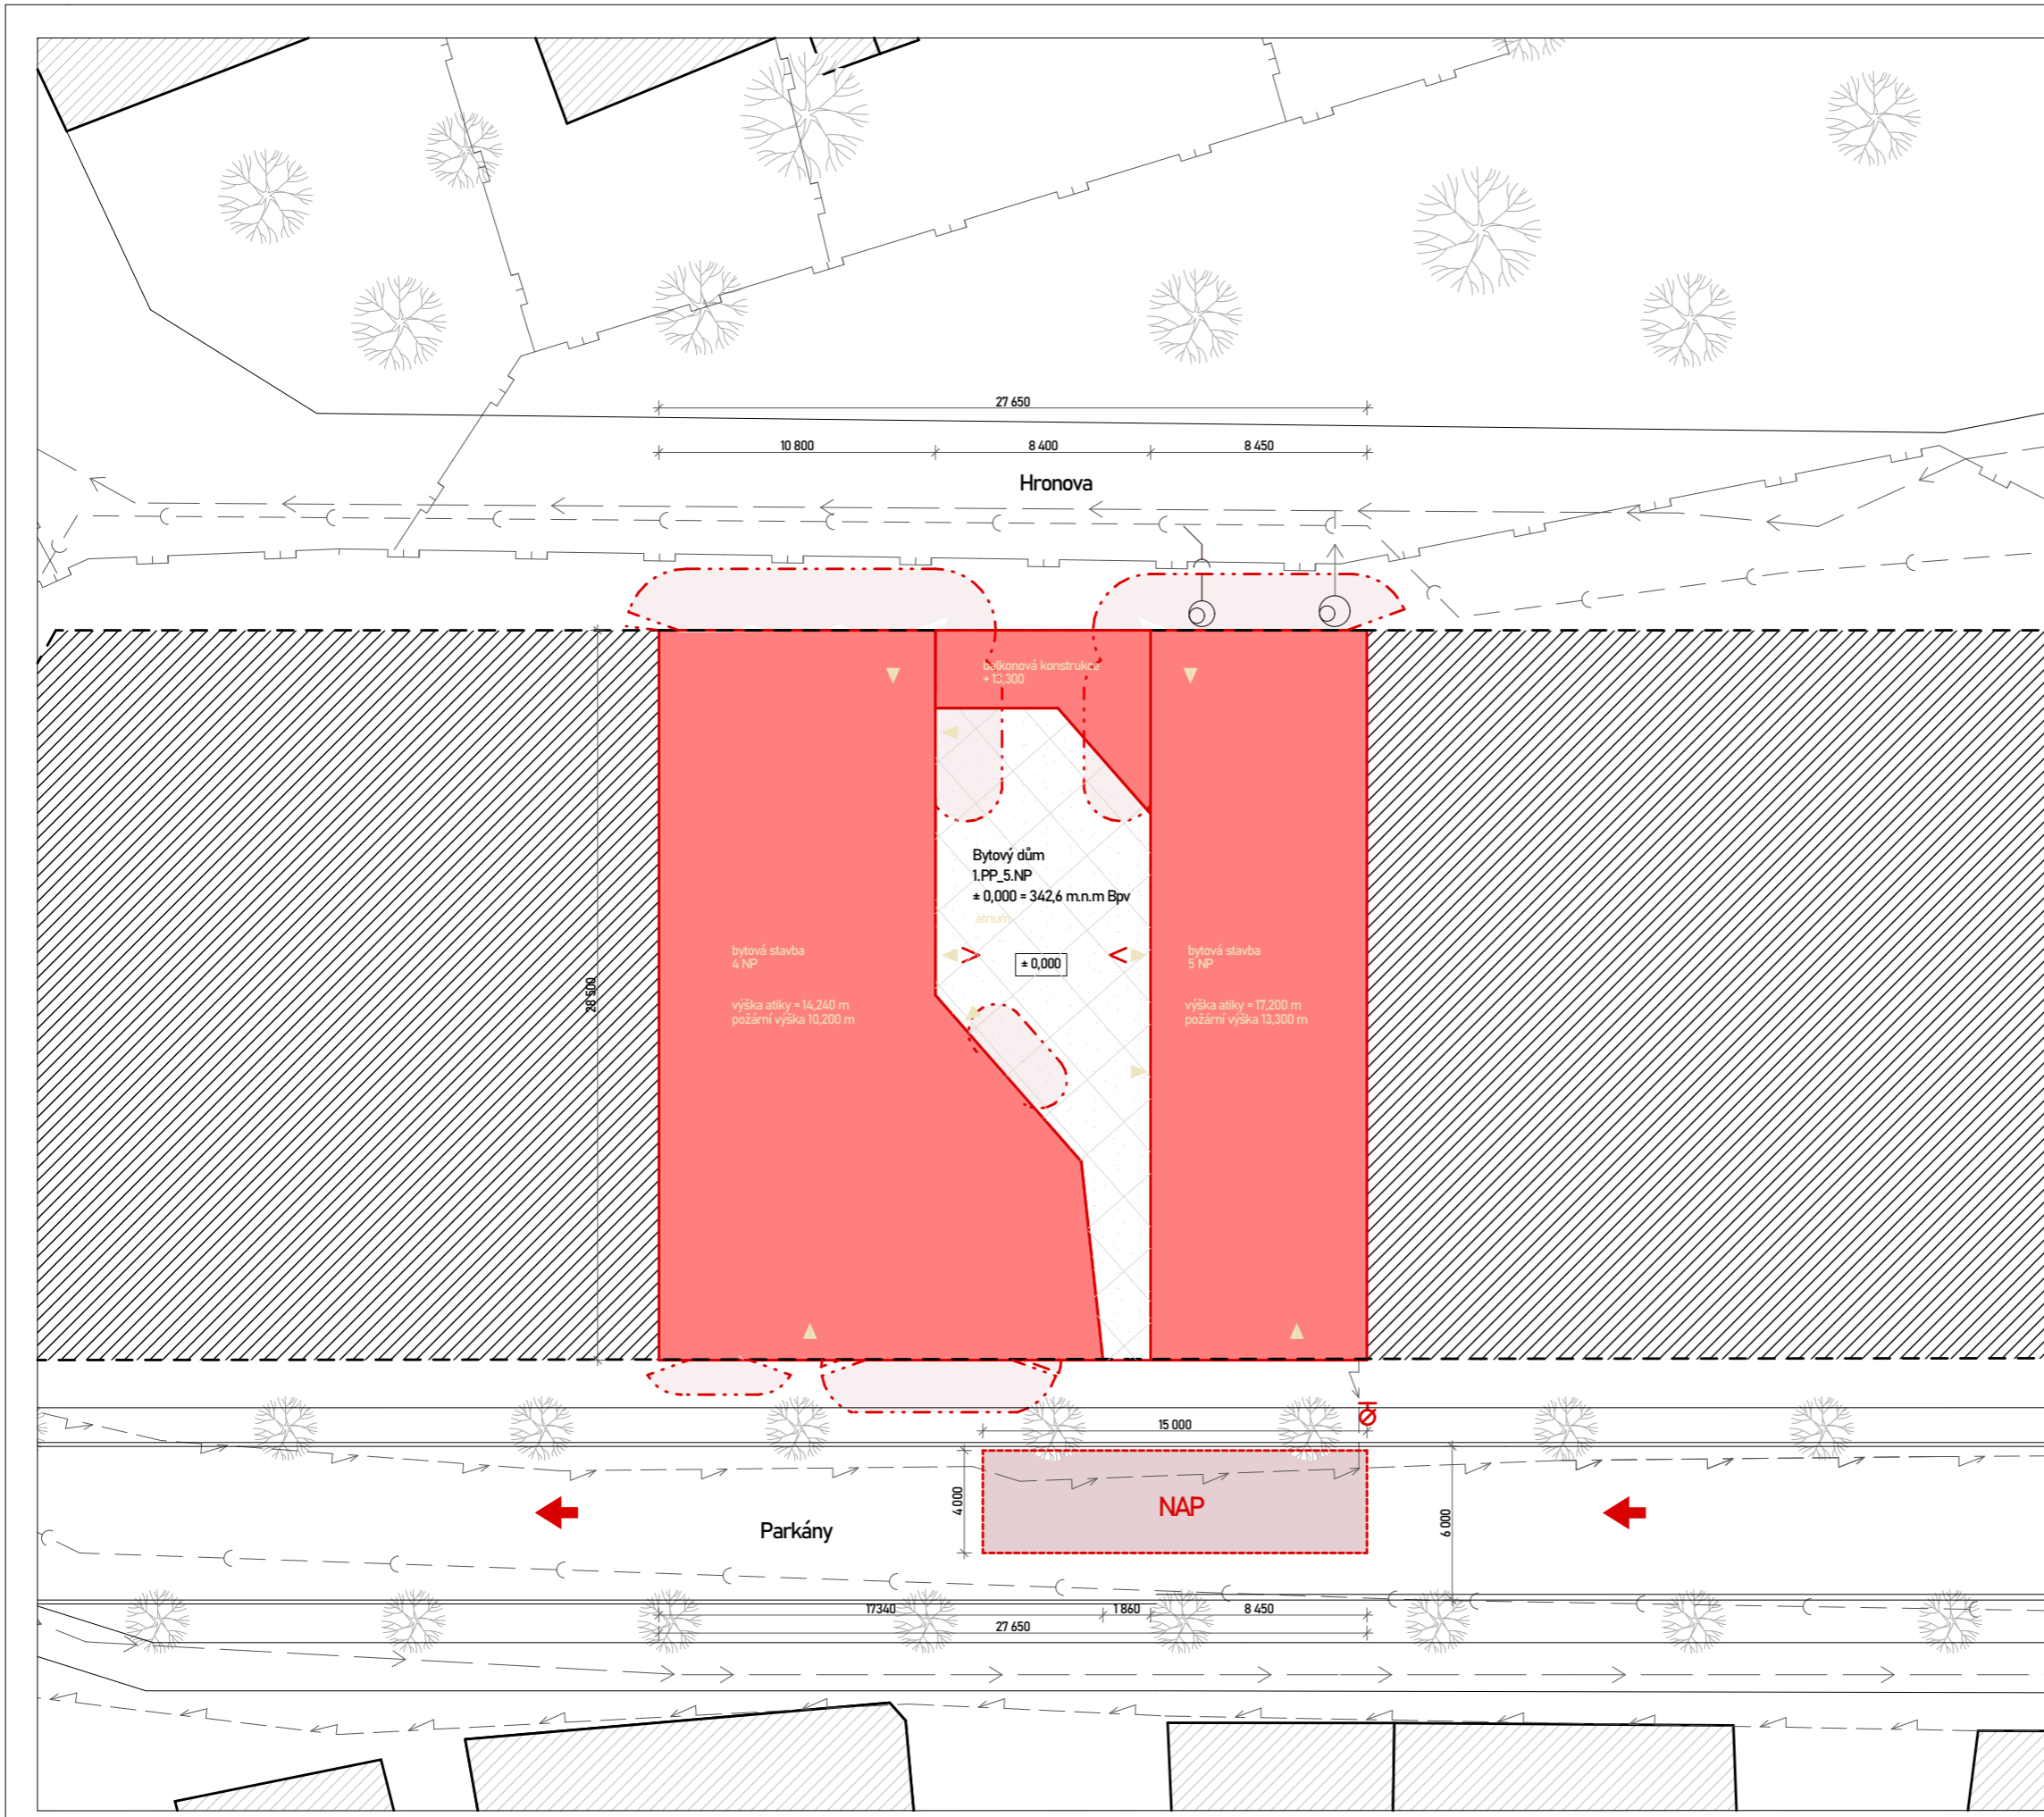 27 650
10 800
8 400
8 450
Hronova
balkonová konstrukce
+ 13,300
Bytový dům
1.PP_5.NP
± 0,000 = 342,6 m.n.m Bpv
atrium
bytová stavba
4 NP
± 0,000
bytová stavba
5 NP
28 500
výška atiky = 14,240 m
požární výška 10,200 m
výška atiky = 17,200 m
požární výška 13,300 m
15 000
4 000
NAP
6 000
Parkány
17340
1 860
8 450
27 650